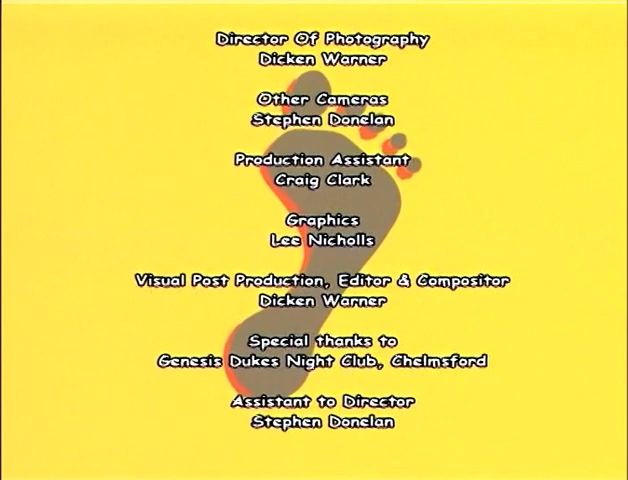 Director Of Photography
Dicken Warner
Other Cameras
Stephen Donelan
Production Assistant
Craig Clark
Graphics
Lee Nicholls
Visual Post Production, Editor & Compositor
Dicken Warner
Special thanks to
Genesis Dukes Night Club, Chelmsford
Assistant to Director
Stephen Donelan